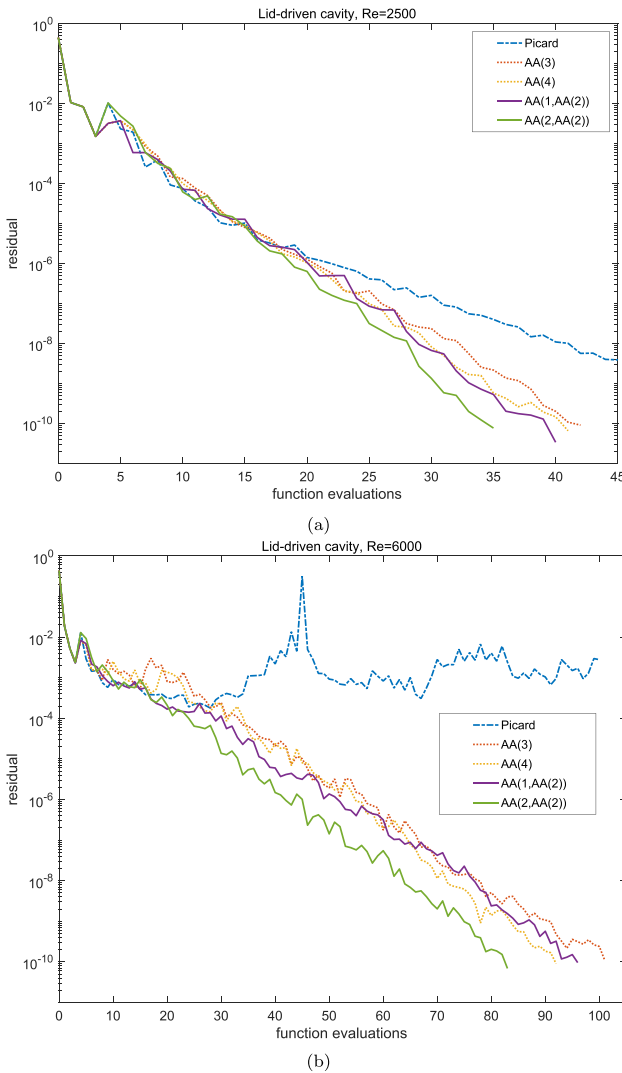 Lid-driven cavity, Re=2500
10^0
10^-2
10^-4
10^-6
10^-8
10^-10
residual
Picard
AA(3)
AA(4)
AA(1,AA(2))
AA(2,AA(2))
0 5 10 15 20 25 30 35 40 45
function evaluations
(a)
Lid-driven cavity, Re=6000
10^0
10^-2
10^-4
10^-6
10^-8
10^-10
residual
Picard
AA(3)
AA(4)
AA(1,AA(2))
AA(2,AA(2))
0 10 20 30 40 50 60 70 80 90 100
function evaluations
(b)